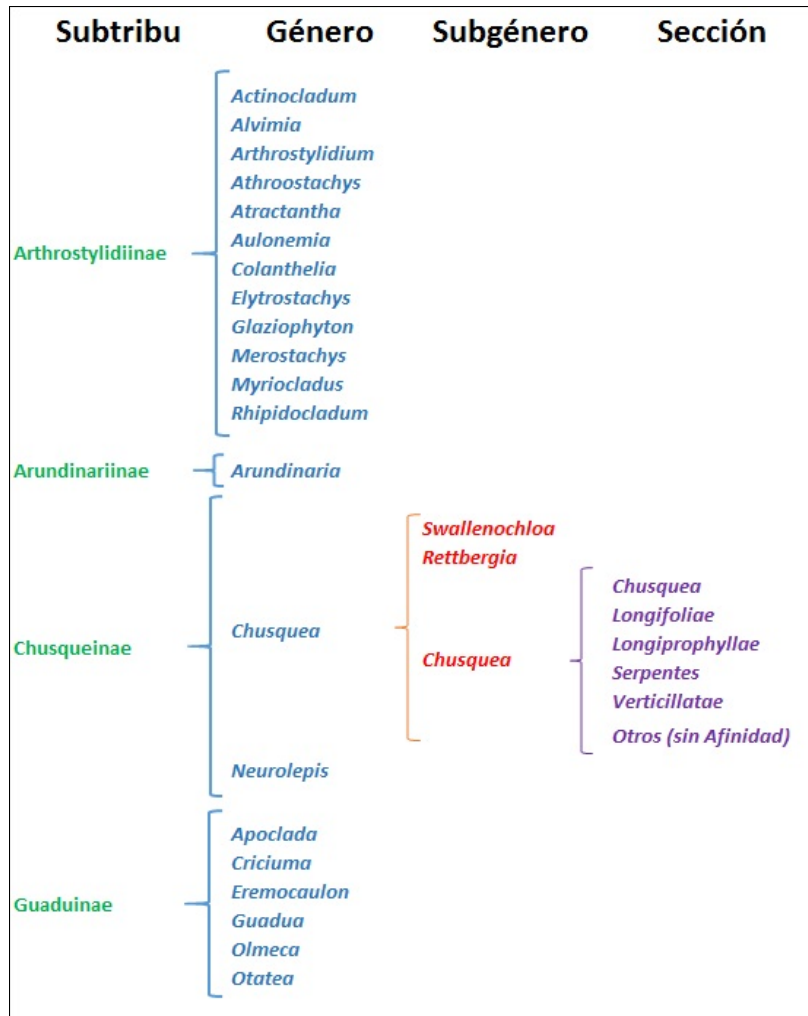 Subtribu Género Subgénero Sección
Actinocladum
Alvimia
Arthrostylidium
Athroostachys
Atractantha
Aulonemia
Arthrostylidiinae
Colanthelia
Elytrostachys
Glaziophyton
Merostachys
Myriocladus
Rhipidocladum
Arundinariinae Arundinaria
Swallenochloa
Rettbergia
Chusquea
Longifoliae
Chusqueinae Chusquea Chusquea
Longiprophyllae
Serpentes
Verticillatae
Otros (sin Afinidad)
Neurolepis
Apoclada
Criciuma
Eremocaulon
Guaduinae
Guadua
Olmeca
Otatea